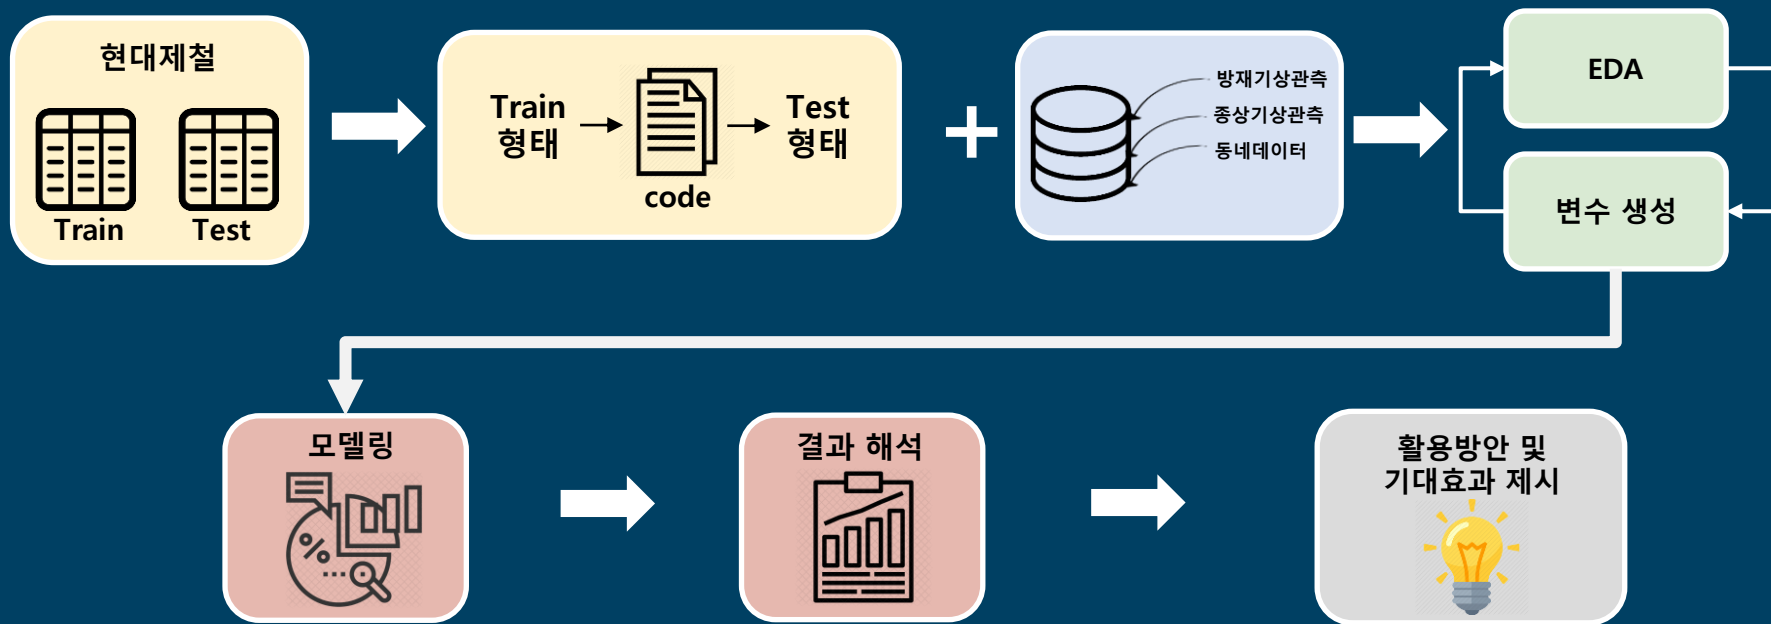 현대제철
Train
Test
Train
형태
code
Test
형태
방재기상관측
종상기상관측
동네데이터
EDA
변수 생성
모델링
%
결과 해석
활용방안 및
기대효과 제시